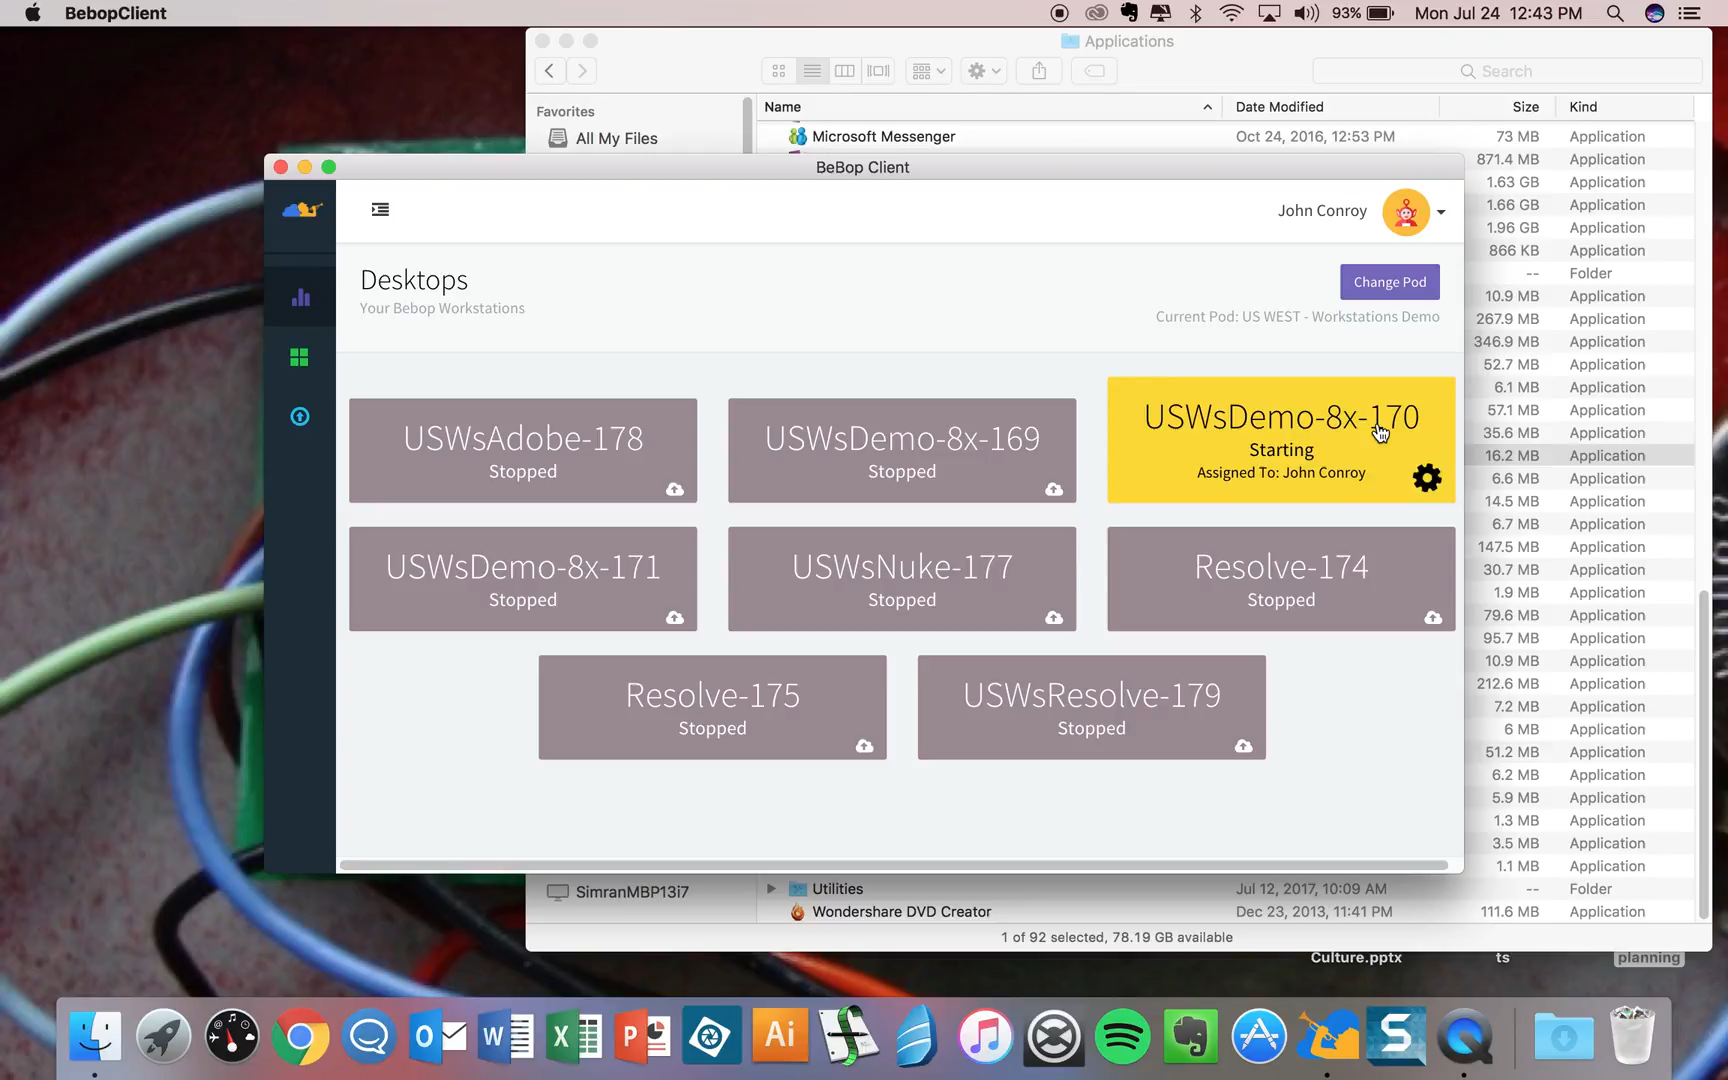 BebopClient
93%
Mon Jul 24 12:43 PM
Applications
Search
Favorites
All My Files
Name
Date Modified
Size
Kind
Microsoft Messenger
Oct 24, 2016, 12:53 PM
73 MB
Application
BeBop Client
871.4 MB
Application
1.63 GB
Application
John Conroy
1.66 GB
Application
1.96 GB
Application
866 KB
Application
Desktops
Change Pod
-- Folder
Your Bebop Workstations
10.9 MB
Application
Current Pod: US WEST - Workstations Demo
267.9 MB
Application
346.9 MB
Application
52.7 MB
Application
6.1 MB
Application
USWsAdobe-178
Stopped
USWsDemo-8x-169
Stopped
USWsDemo-8x-170
Starting
Assigned To: John Conroy
57.1 MB
Application
35.6 MB
Application
16.2 MB
Application
6.6 MB
Application
14.5 MB
Application
6.7 MB
Application
USWsDemo-8x-171
Stopped
USWsNuke-177
Stopped
Resolve-174
Stopped
147.5 MB
Application
30.7 MB
Application
1.9 MB
Application
79.6 MB
Application
95.7 MB
Application
Resolve-175
Stopped
USWsResolve-179
Stopped
10.9 MB
Application
212.6 MB
Application
7.2 MB
Application
6 MB
Application
51.2 MB
Application
6.2 MB
Application
5.9 MB
Application
1.3 MB
Application
3.5 MB
Application
1.1 MB
Application
SimranMBP13i7
Utilities
Jul 12, 2017, 10:09 AM
-- Folder
Wondershare DVD Creator
Dec 23, 2013, 11:41 PM
111.6 MB
Application
1 of 92 selected, 78.19 GB available
Culture.pptx
ts
planning
O
W
X
P
Ai
S